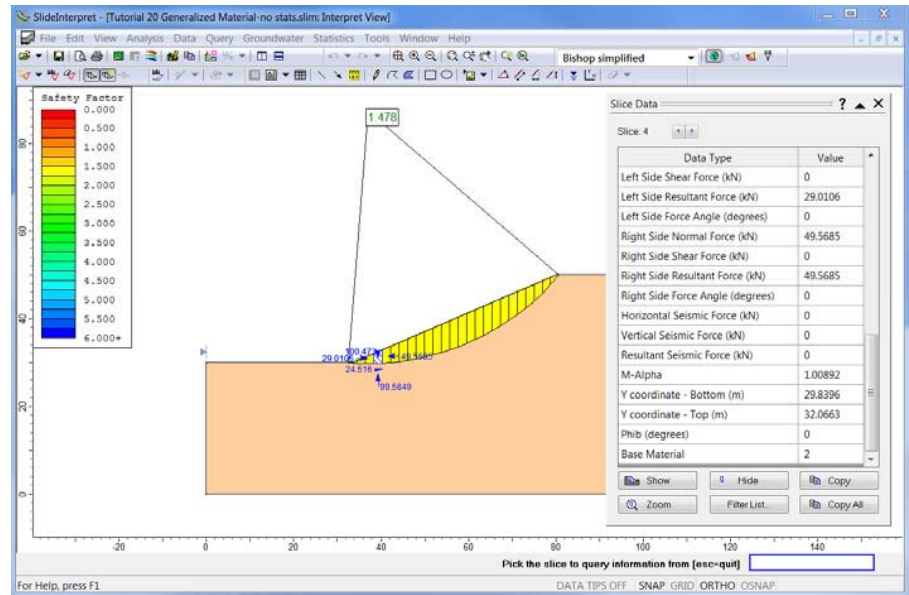 SlideInterpret - [Tutorial 20 Generalized Material-no stats.slim: Interpret View]
File Edit View Analysis Data Query Groundwater Statistics Tools Window Help
Bishop simplified
Safety Factor
0.000
0.500
1.000
1.500
2.000
2.500
3.000
3.500
4.000
4.500
5.000
5.500
6.000+
1.478
100.473
29.0106
49.5685
24.516
99.5849
80
60
40
20
0
-20 0 20 40 60 80 100 120 140
Slice Data ?
Slice: 4
Data Type Value
Left Side Shear Force (kN) 0
Left Side Resultant Force (kN) 29.0106
Left Side Force Angle (degrees) 0
Right Side Normal Force (kN) 49.5685
Right Side Shear Force (kN) 0
Right Side Resultant Force (kN) 49.5685
Right Side Force Angle (degrees) 0
Horizontal Seismic Force (kN) 0
Vertical Seismic Force (kN) 0
Resultant Seismic Force (kN) 0
M-Alpha 1.00892
Y coordinate - Bottom (m) 29.8396
Y coordinate - Top (m) 32.0663
Phib (degrees) 0
Base Material 2
Show Hide Copy
Zoom Filter List... Copy All
Pick the slice to query information from [esc=quit]
For Help, press F1
DATA TIPS OFF SNAP GRID ORTHO OSNAP